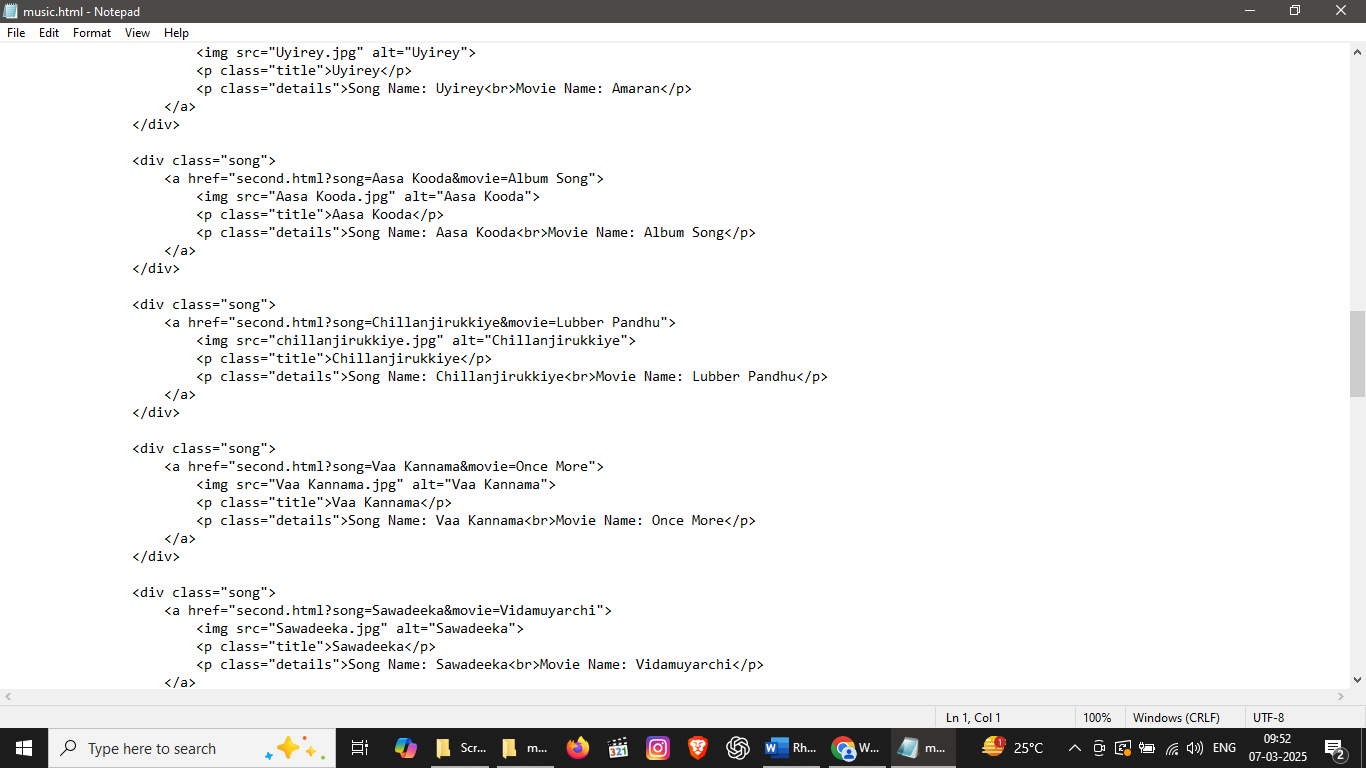 music.html - Notepad
File Edit Format View Help
<img src="Uyirey.jpg" alt="Uyirey">
<p class="title">Uyirey</p>
<p class="details">Song Name: Uyirey<br>Movie Name: Amaran</p>
</a>
</div>
<div class="song">
<a href="second.html?song=Aasa Kooda&movie=Album Song">
<img src="Aasa Kooda.jpg" alt="Aasa Kooda">
<p class="title">Aasa Kooda</p>
<p class="details">Song Name: Aasa Kooda<br>Movie Name: Album Song</p>
</a>
</div>
<div class="song">
<a href="second.html?song=Chillanjirukkiye&movie=Lubber Pandhu">
<img src="chillanjirukkiye.jpg" alt="Chillanjirukkiye">
<p class="title">Chillanjirukkiye</p>
<p class="details">Song Name: Chillanjirukkiye<br>Movie Name: Lubber Pandhu</p>
</a>
</div>
<div class="song">
<a href="second.html?song=Vaa Kannama&movie=Once More">
<img src="Vaa Kannama.jpg" alt="Vaa Kannama">
<p class="title">Vaa Kannama</p>
<p class="details">Song Name: Vaa Kannama<br>Movie Name: Once More</p>
</a>
</div>
<div class="song">
<a href="second.html?song=Sawadeeka&movie=Vidamuyarchi">
<img src="Sawadeeka.jpg" alt="Sawadeeka">
<p class="title">Sawadeeka</p>
<p class="details">Song Name: Sawadeeka<br>Movie Name: Vidamuyarchi</p>
</a>
Ln 1, Col 1 100% Windows (CRLF) UTF-8
Type here to search 321 Scr... m... W Rh... W... m... 1 25°C ENG 09:52 2
07-03-2025